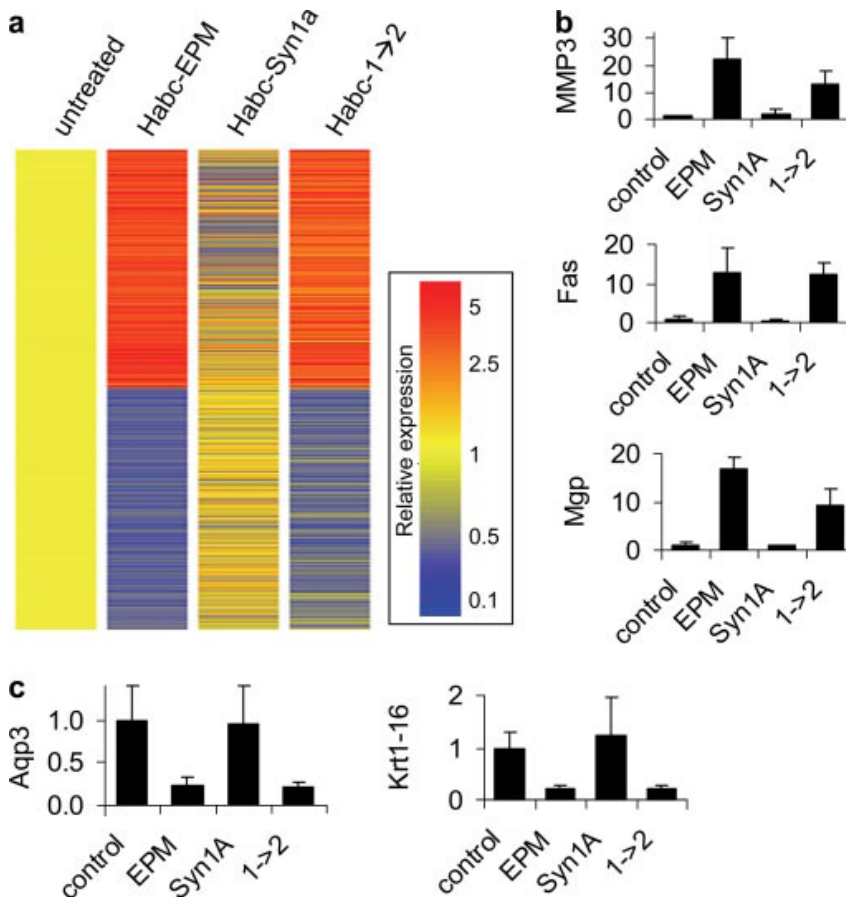 a
untreated
Habc-EPM
Habc-Syn1a
Habc-1→2
Relative expression
5
2.5
1
0.5
0.1
b
MMP3
30
20
10
0
control
EPM
Syn1A
1->2
Fas
20
10
0
control
EPM
Syn1A
1->2
Mgp
20
10
0
control
EPM
Syn1A
1->2
c
Aqp3
1.0
0.5
0.0
control
EPM
Syn1A
1->2
Krt1-16
2
1
0
control
EPM
Syn1A
1->2